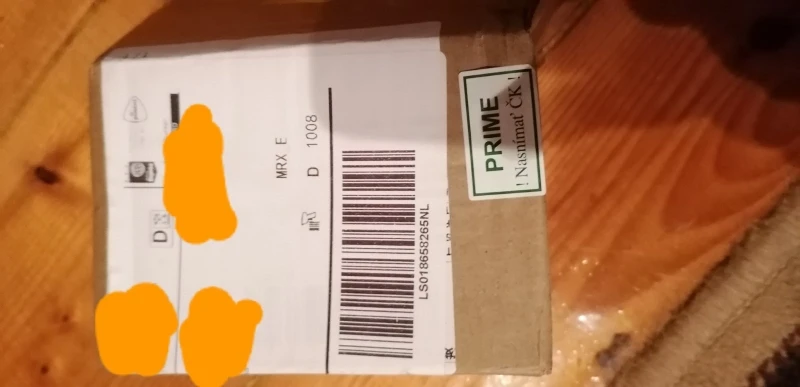 D
MRX E
D 1008
LS018658265NL
PRIME
! Nasnímať ČK !